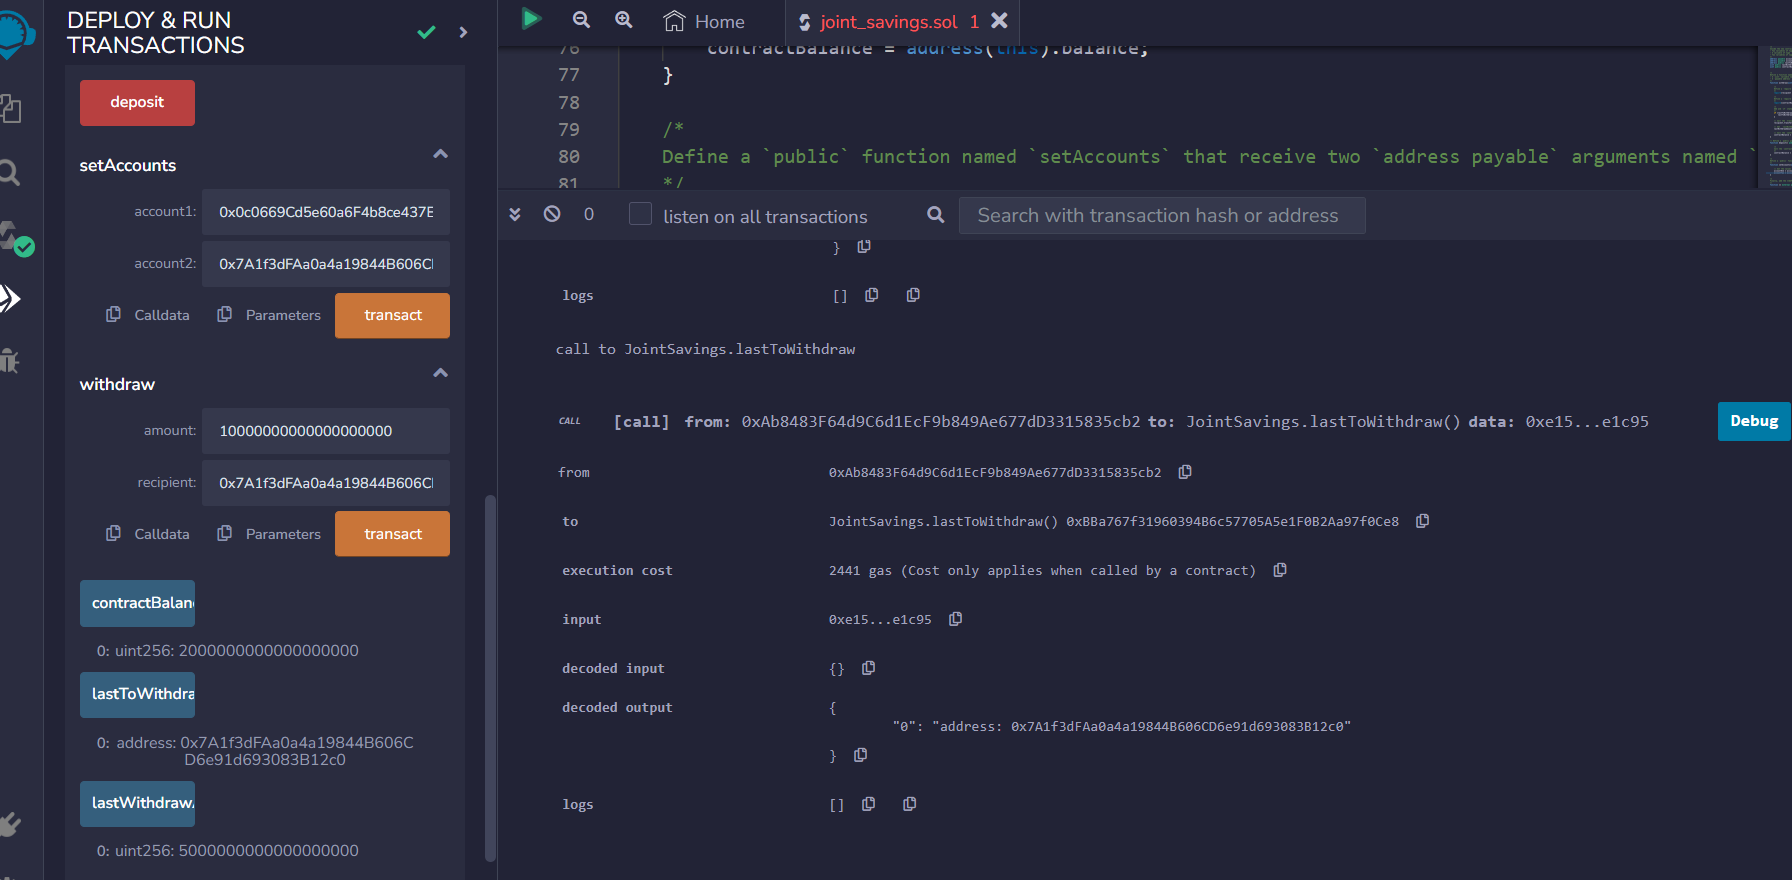 DEPLOY & RUN
TRANSACTIONS
deposit
setAccounts
account1: 0x0c0669Cd5e60a6F4b8ce437E
account2: 0x7A1f3dFAa0a4a19844B606C
Calldata Parameters transact
withdraw
amount: 10000000000000000000
recipient: 0x7A1f3dFAa0a4a19844B606C
Calldata Parameters transact
contractBalan
0: uint256: 2000000000000000000
lastToWithdra
0: address: 0x7A1f3dFAa0a4a19844B606C
D6e91d693083B12c0
lastWithdraw
0: uint256: 5000000000000000000
Home joint_savings.sol 1
76 contractBalance = address(this).balance;
77 }
78
79 /*
80 Define a `public` function named `setAccounts` that receive two `address payable` arguments named `
81 */
0 listen on all transactions Search with transaction hash or address
}
logs []
call to JointSavings.lastToWithdraw
CALL [call] from: 0xAb8483F64d9C6d1EcF9b849Ae677dD3315835cb2 to: JointSavings.lastToWithdraw() data: 0xe15...e1c95 Debug
from 0xAb8483F64d9C6d1EcF9b849Ae677dD3315835cb2
to JointSavings.lastToWithdraw() 0xBBa767f31960394B6c57705A5e1F0B2Aa97f0Ce8
execution cost 2441 gas (Cost only applies when called by a contract)
input 0xe15...e1c95
decoded input {}
decoded output {
"0": "address: 0x7A1f3dFAa0a4a19844B606CD6e91d693083B12c0"
}
logs []